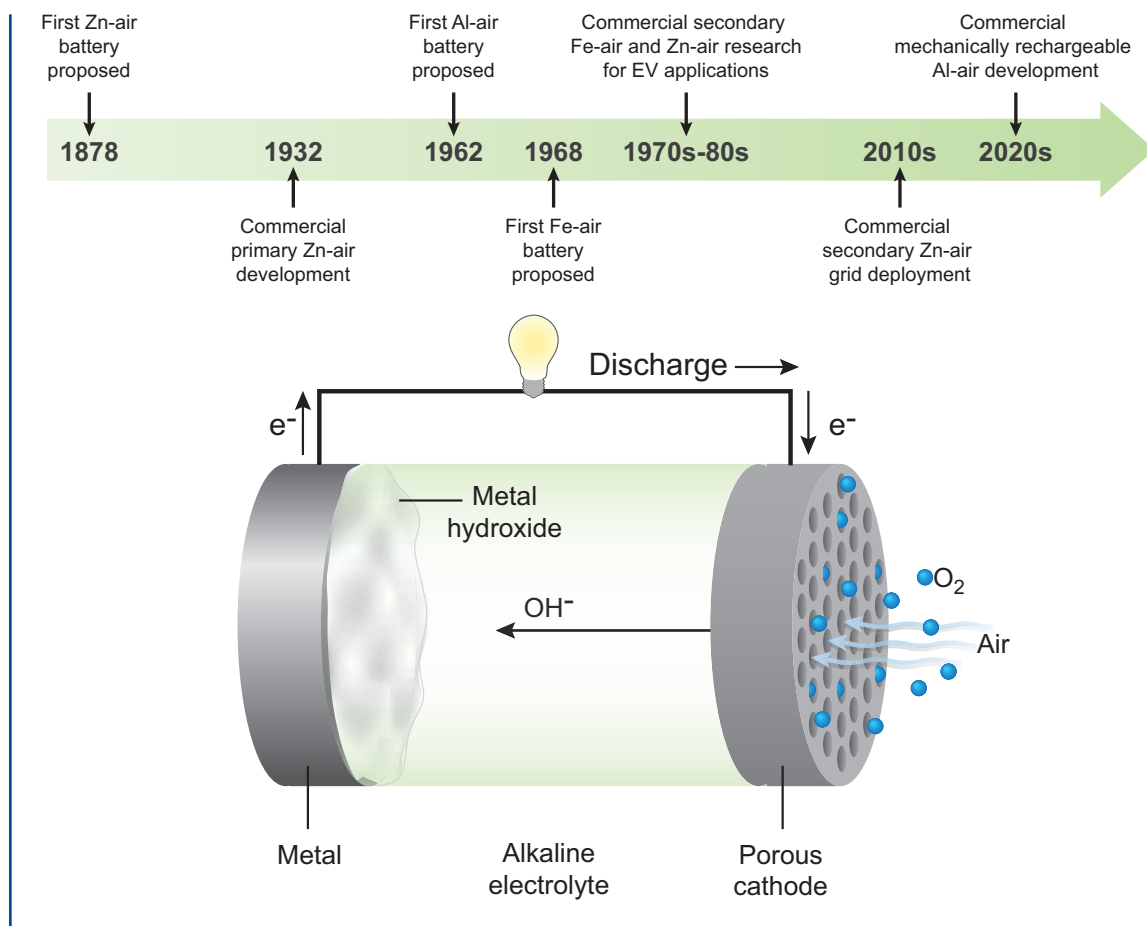 First Zn-air
battery
proposed
First Al-air
battery
proposed
Commercial secondary
Fe-air and Zn-air research
for EV applications
Commercial
mechanically rechargeable
Al-air development
1878
1932
1962
1968
1970s-80s
2010s
2020s
Commercial
primary Zn-air
development
First Fe-air
battery
proposed
Commercial
secondary Zn-air
grid deployment
Discharge
e⁻
e⁻
Metal
hydroxide
OH⁻
O₂
Air
Metal
Alkaline
electrolyte
Porous
cathode